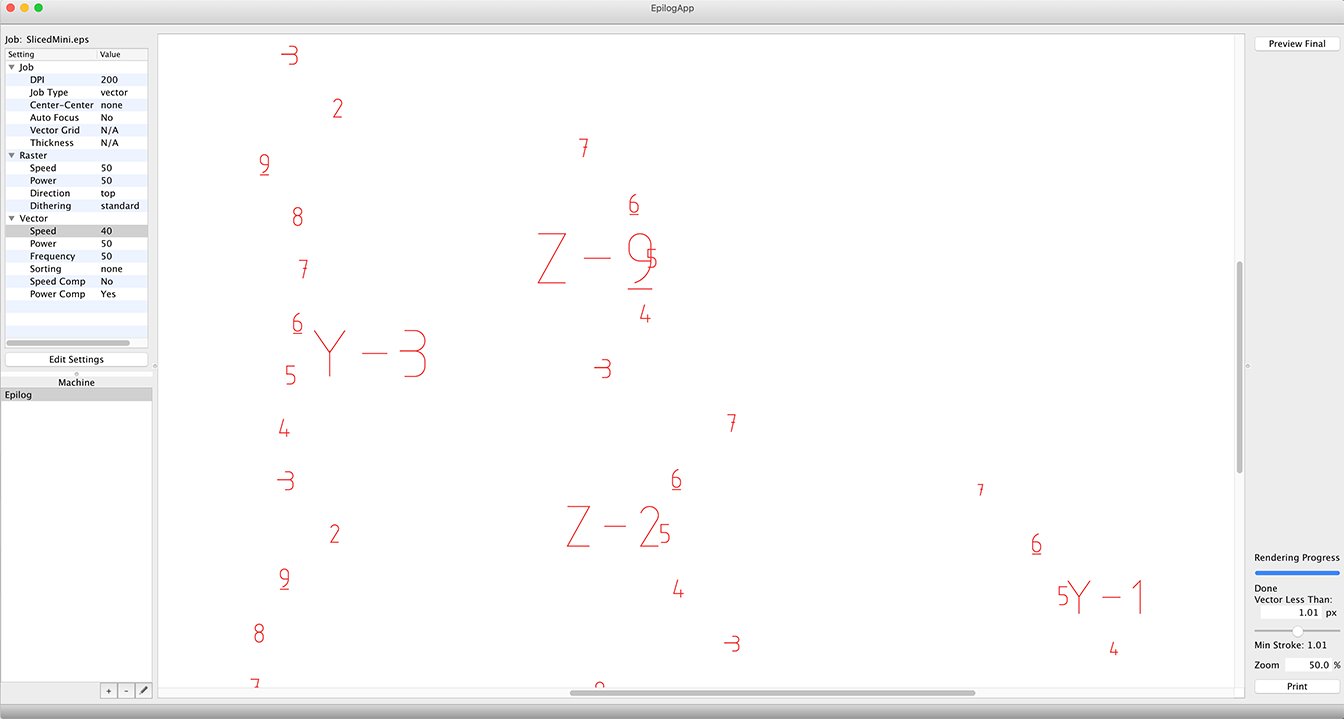 EpilogApp
Job: SlicedMini.eps
Setting Value
Job
DPI 200
Job Type vector
Center-Center none
Auto Focus No
Vector Grid N/A
Thickness N/A
Raster
Speed 50
Power 50
Direction top
Dithering standard
Vector
Speed 40
Power 50
Frequency 50
Sorting none
Speed Comp No
Power Comp Yes
Edit Settings
Machine
Epilog
+ -
3
2
7
9
6
8
Z-9
5
7
4
6
Y-3
3
5
7
4
6
3
7
Z-2
5
2
6
9
4
5
Y-1
8
3
4
7
Preview Final
Rendering Progress
Done
Vector Less Than:
1.01 px
Min Stroke: 1.01
Zoom 50.0 %
Print